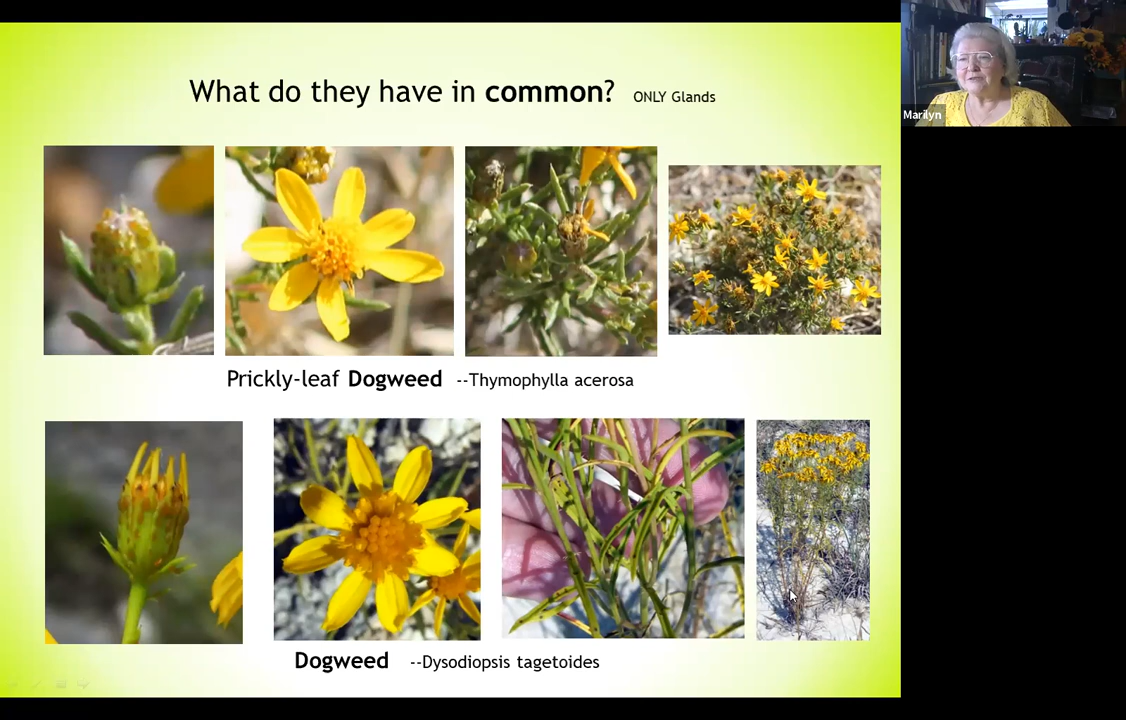 What do they have in common? ONLY Glands
Marilyn
Prickly-leaf Dogweed --Thymophylla acerosa
Dogweed --Dysodiopsis tagetoides